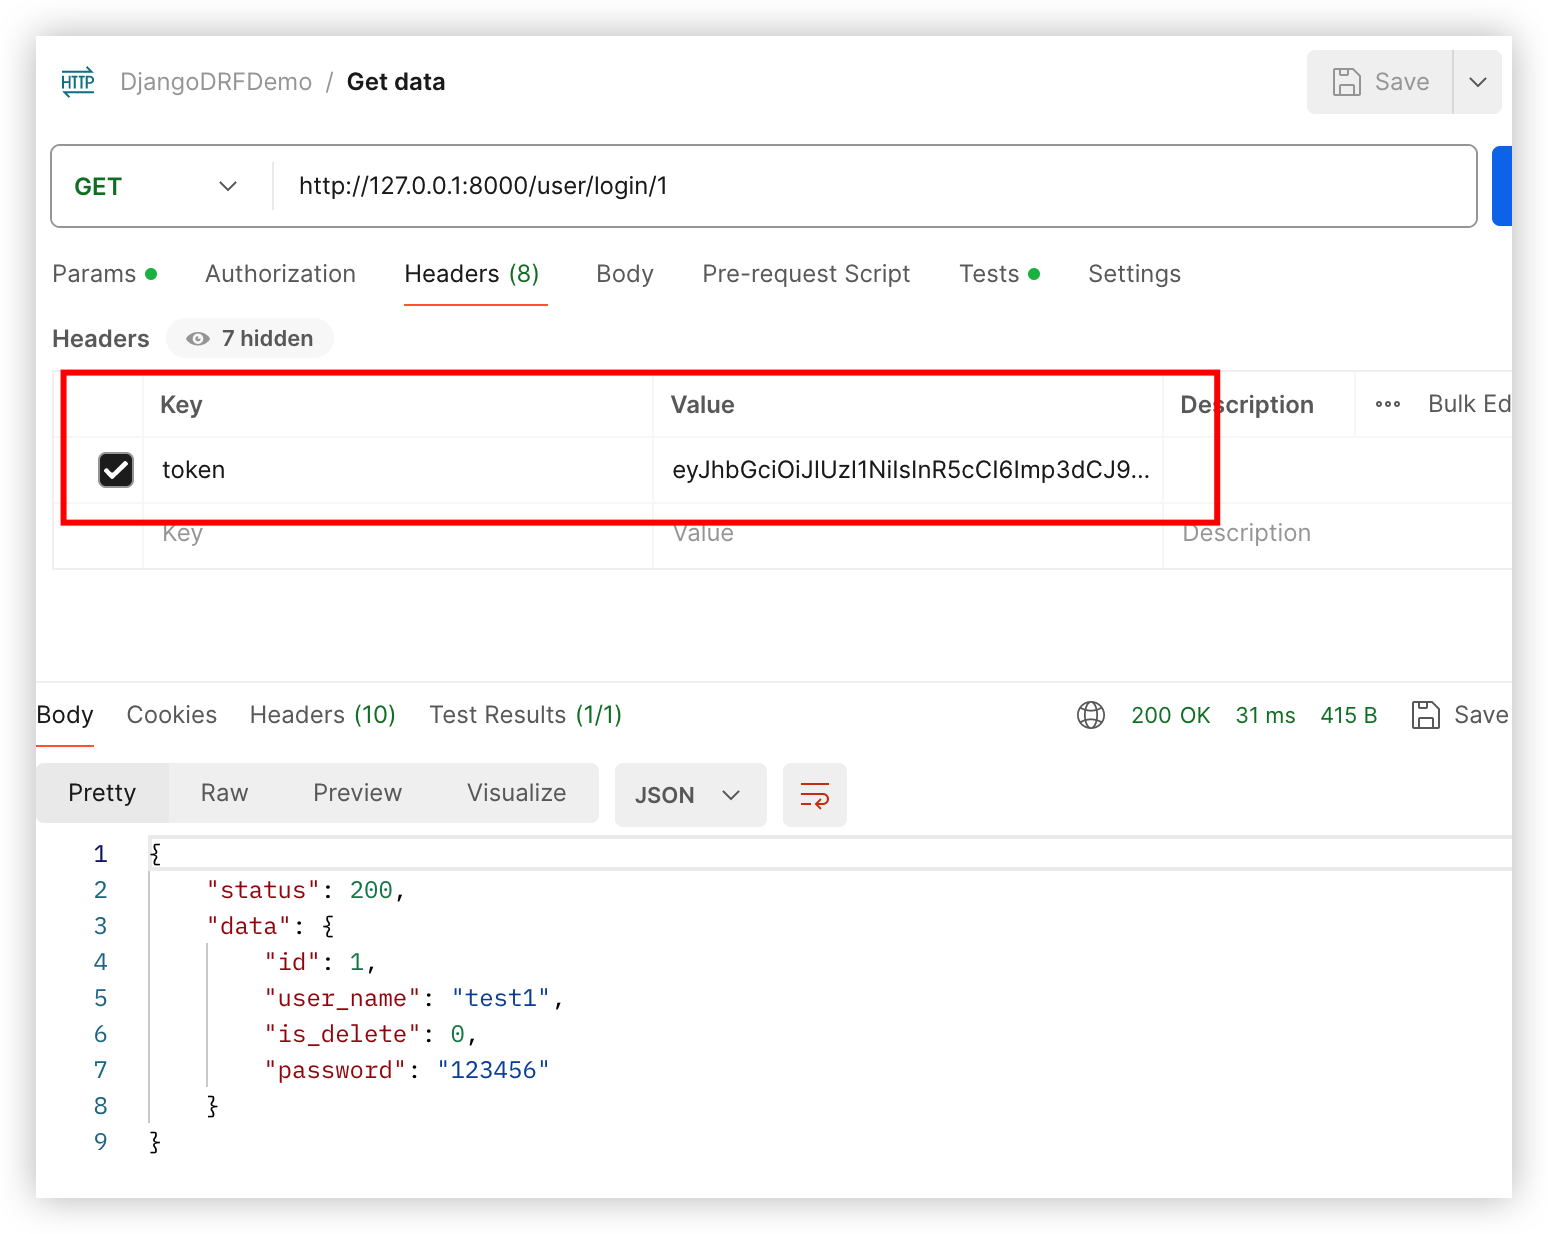 HTTP DjangoDRFDemo / Get data Save
GET http://127.0.0.1:8000/user/login/1
Params Authorization Headers (8) Body Pre-request Script Tests Settings
Headers 7 hidden
Key Value Description Bulk Ed
token eyJhbGciOiJIUzI1NiIsInR5cCI6Imp3dCJ9...
Key Value Description
Body Cookies Headers (10) Test Results (1/1) 200 OK 31 ms 415 B Save
Pretty Raw Preview Visualize JSON
1 {
2 "status": 200,
3 "data": {
4 "id": 1,
5 "user_name": "test1",
6 "is_delete": 0,
7 "password": "123456"
8 }
9 }